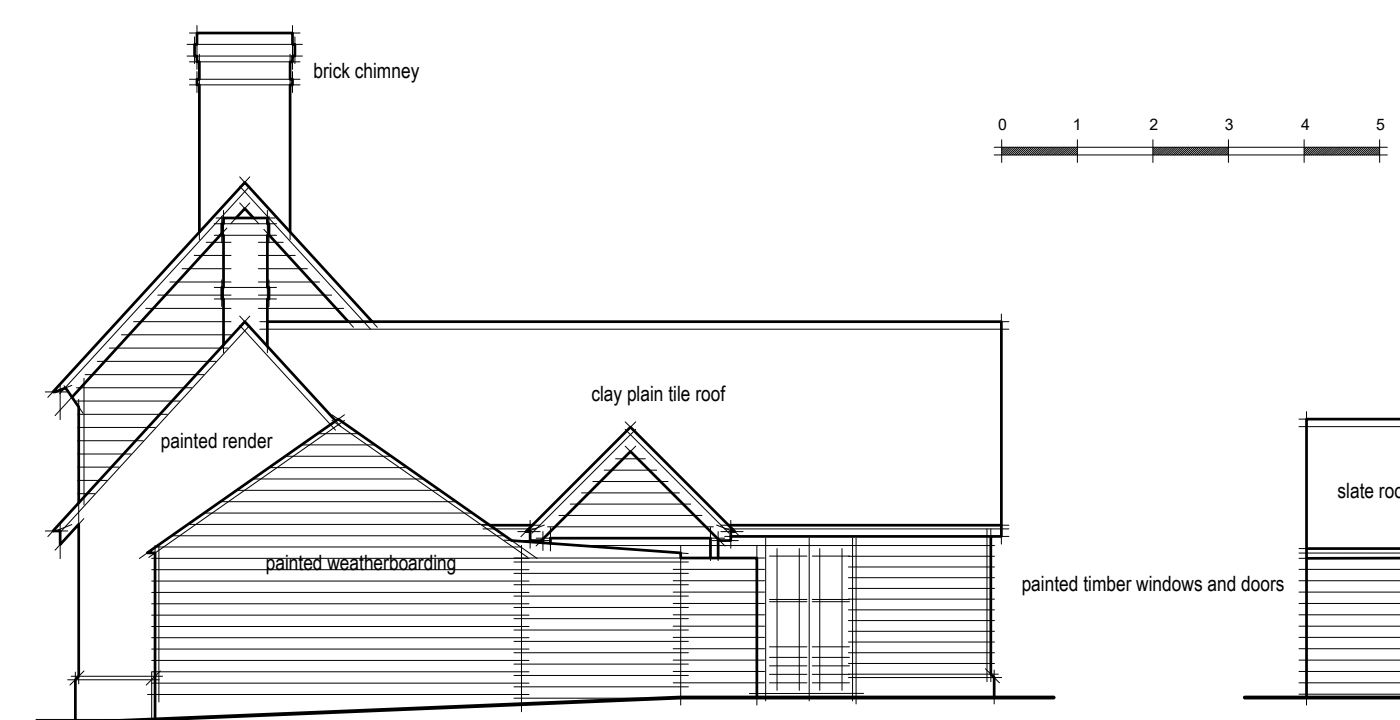 brick chimney
0 1 2 3 4 5
clay plain tile roof
painted render
slate
painted weatherboarding
painted timber windows and doors